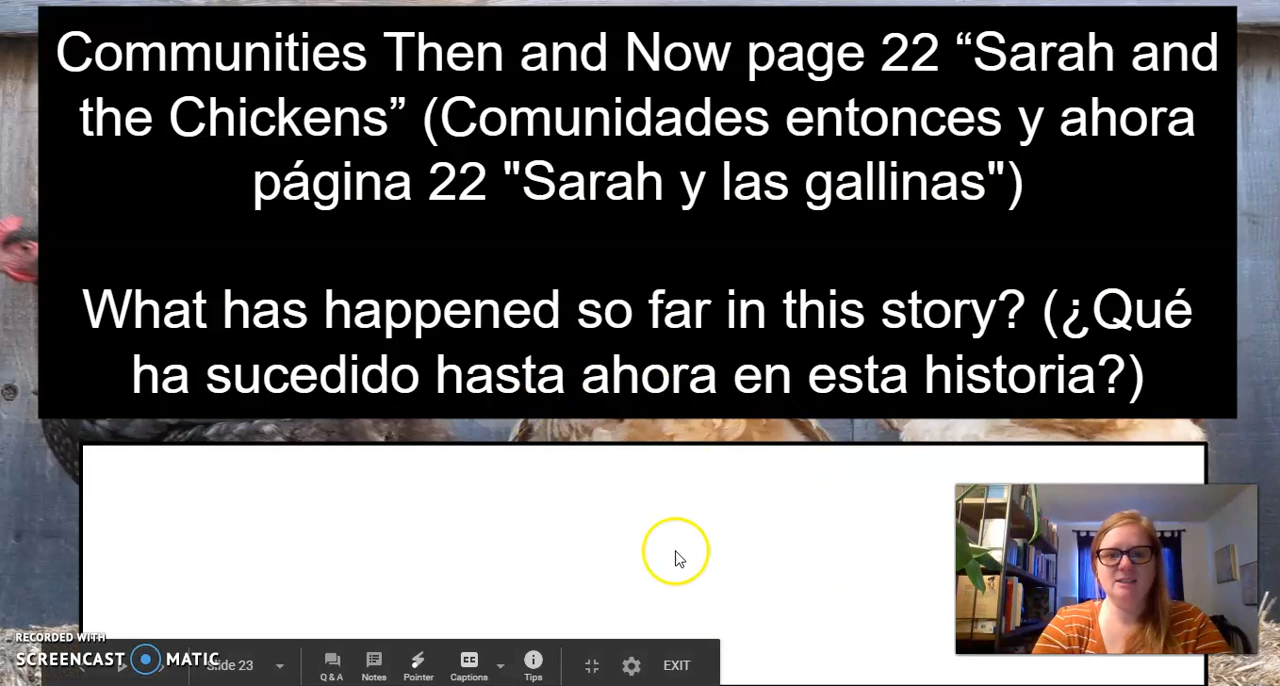 Communities Then and Now page 22 “Sarah and
the Chickens” (Comunidades entonces y ahora
página 22 "Sarah y las gallinas")
What has happened so far in this story? (¿Qué
ha sucedido hasta ahora en esta historia?)
RECORDED WITH
SCREENCAST MATIC
Slide 23
Q & A
Notes
Pointer
Captions
Tips
EXIT